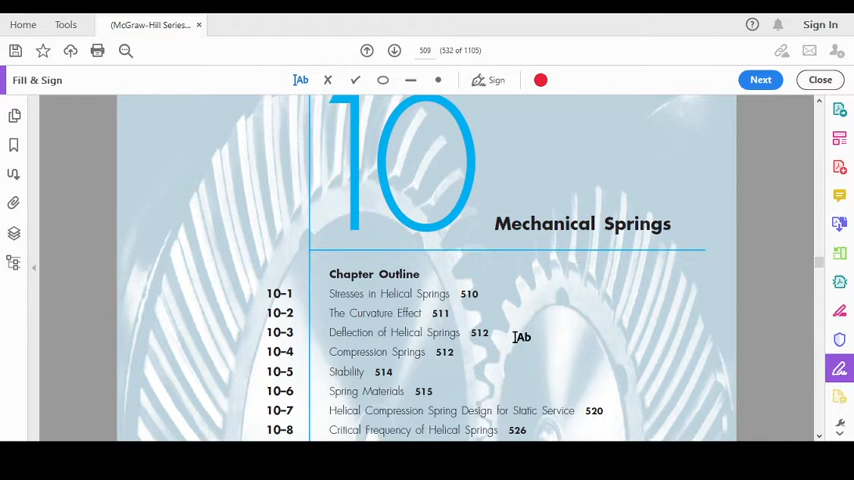 Home Tools (McGraw-Hill Series... × Sign In
509 (532 of 1105)
Fill & Sign Ab Sign Next Close
10
Mechanical Springs
Chapter Outline
10–1 Stresses in Helical Springs 510
10–2 The Curvature Effect 511
10–3 Deflection of Helical Springs 512
Ab
10–4 Compression Springs 512
10–5 Stability 514
10–6 Spring Materials 515
10–7 Helical Compression Spring Design for Static Service 520
10–8 Critical Frequency of Helical Springs 526